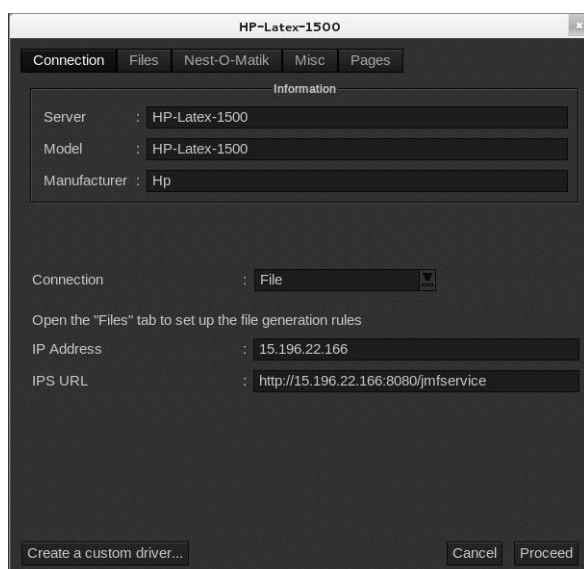 HP-Latex-1500
Connection Files Nest-O-Matik Misc Pages
Information
Server : HP-Latex-1500
Model : HP-Latex-1500
Manufacturer : Hp
Connection : File
Open the "Files" tab to set up the file generation rules
IP Address : 15.196.22.166
IPS URL : http://15.196.22.166:8080/jmfservice
Create a custom driver... Cancel Proceed